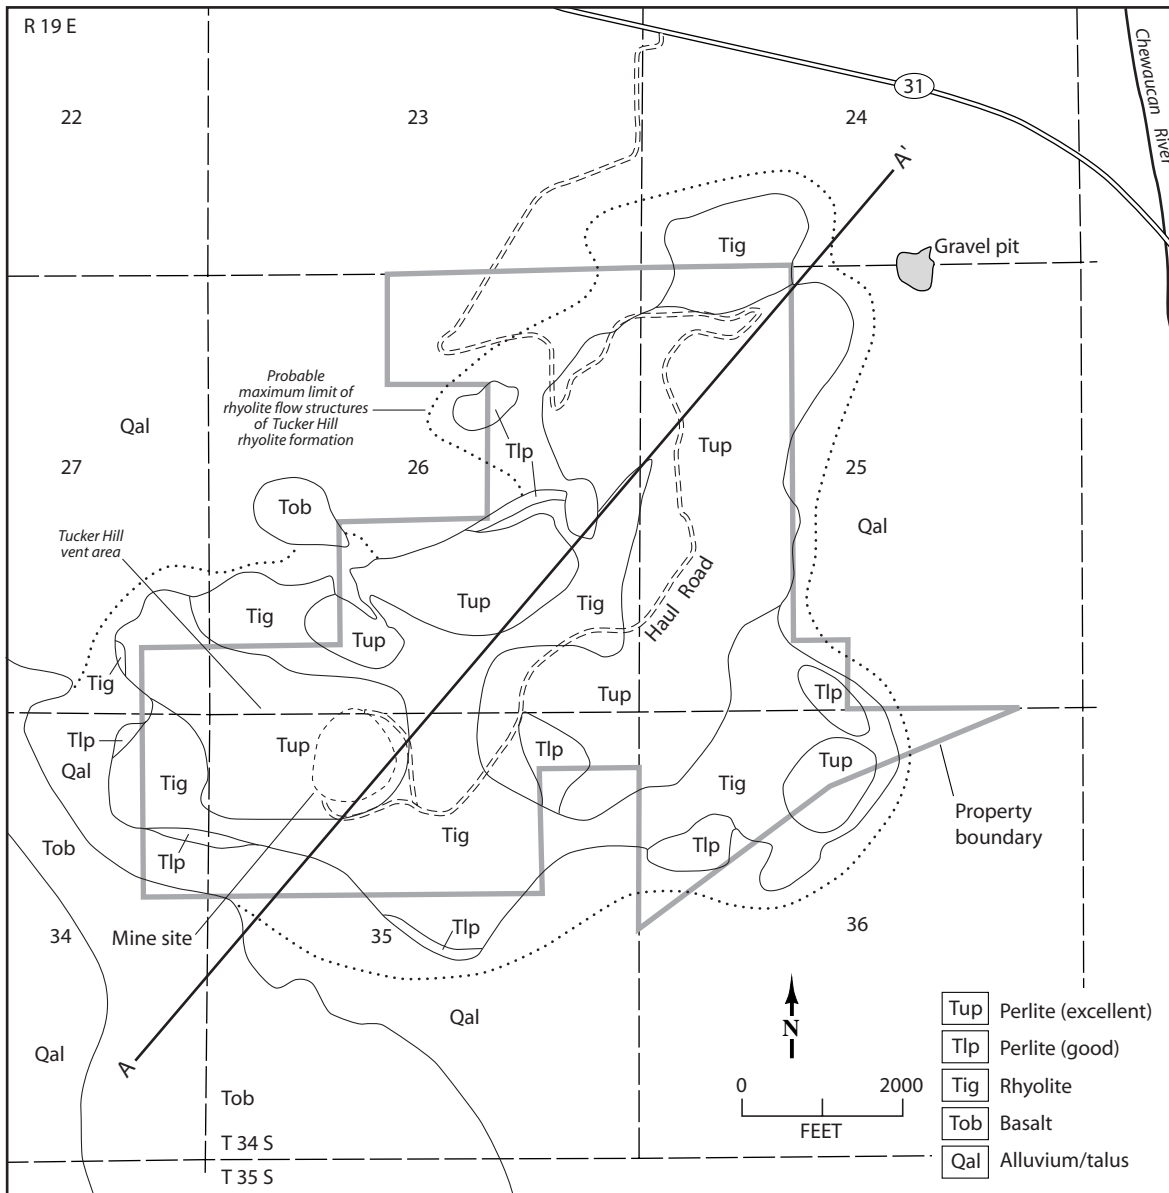 R 19 E
Chewaucan River
31
22
23
24
A'
Tig
Gravel pit
Probable
maximum limit of
rhyolite flow structures
of Tucker Hill
rhyolite formation
Qal
Tup
Tlp
27
26
25
Tob
Qal
Tucker Hill
vent area
Haul Road
Tig
Tup
Tig
Tup
Tig
Tup
Tlp
Tlp
Qal
Tup
Tlp
Tup
Tig
Tig
Property
boundary
Tig
Tob
Tlp
Tlp
34
Mine site
35
Tlp
36
Qal
N
Qal
A
Tob
0 2000
FEET
T 34 S
T 35 S
Tup Perlite (excellent)
Tlp Perlite (good)
Tig Rhyolite
Tob Basalt
Qal Alluvium/talus